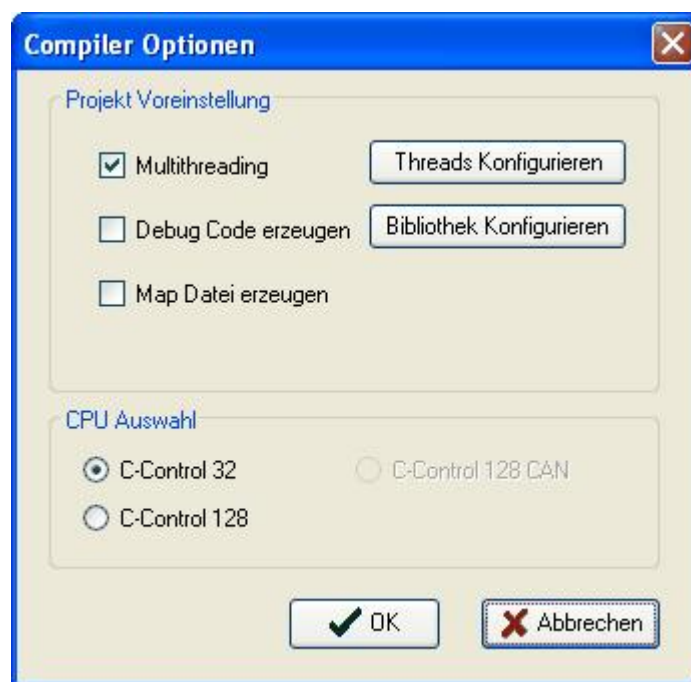 Compiler Optionen
Projekt Voreinstellung
Multithreading
Threads Konfigurieren
Debug Code erzeugen
Bibliothek Konfigurieren
Map Datei erzeugen
CPU Auswahl
C-Control 32
C-Control 128 CAN
C-Control 128
OK
Abbrechen